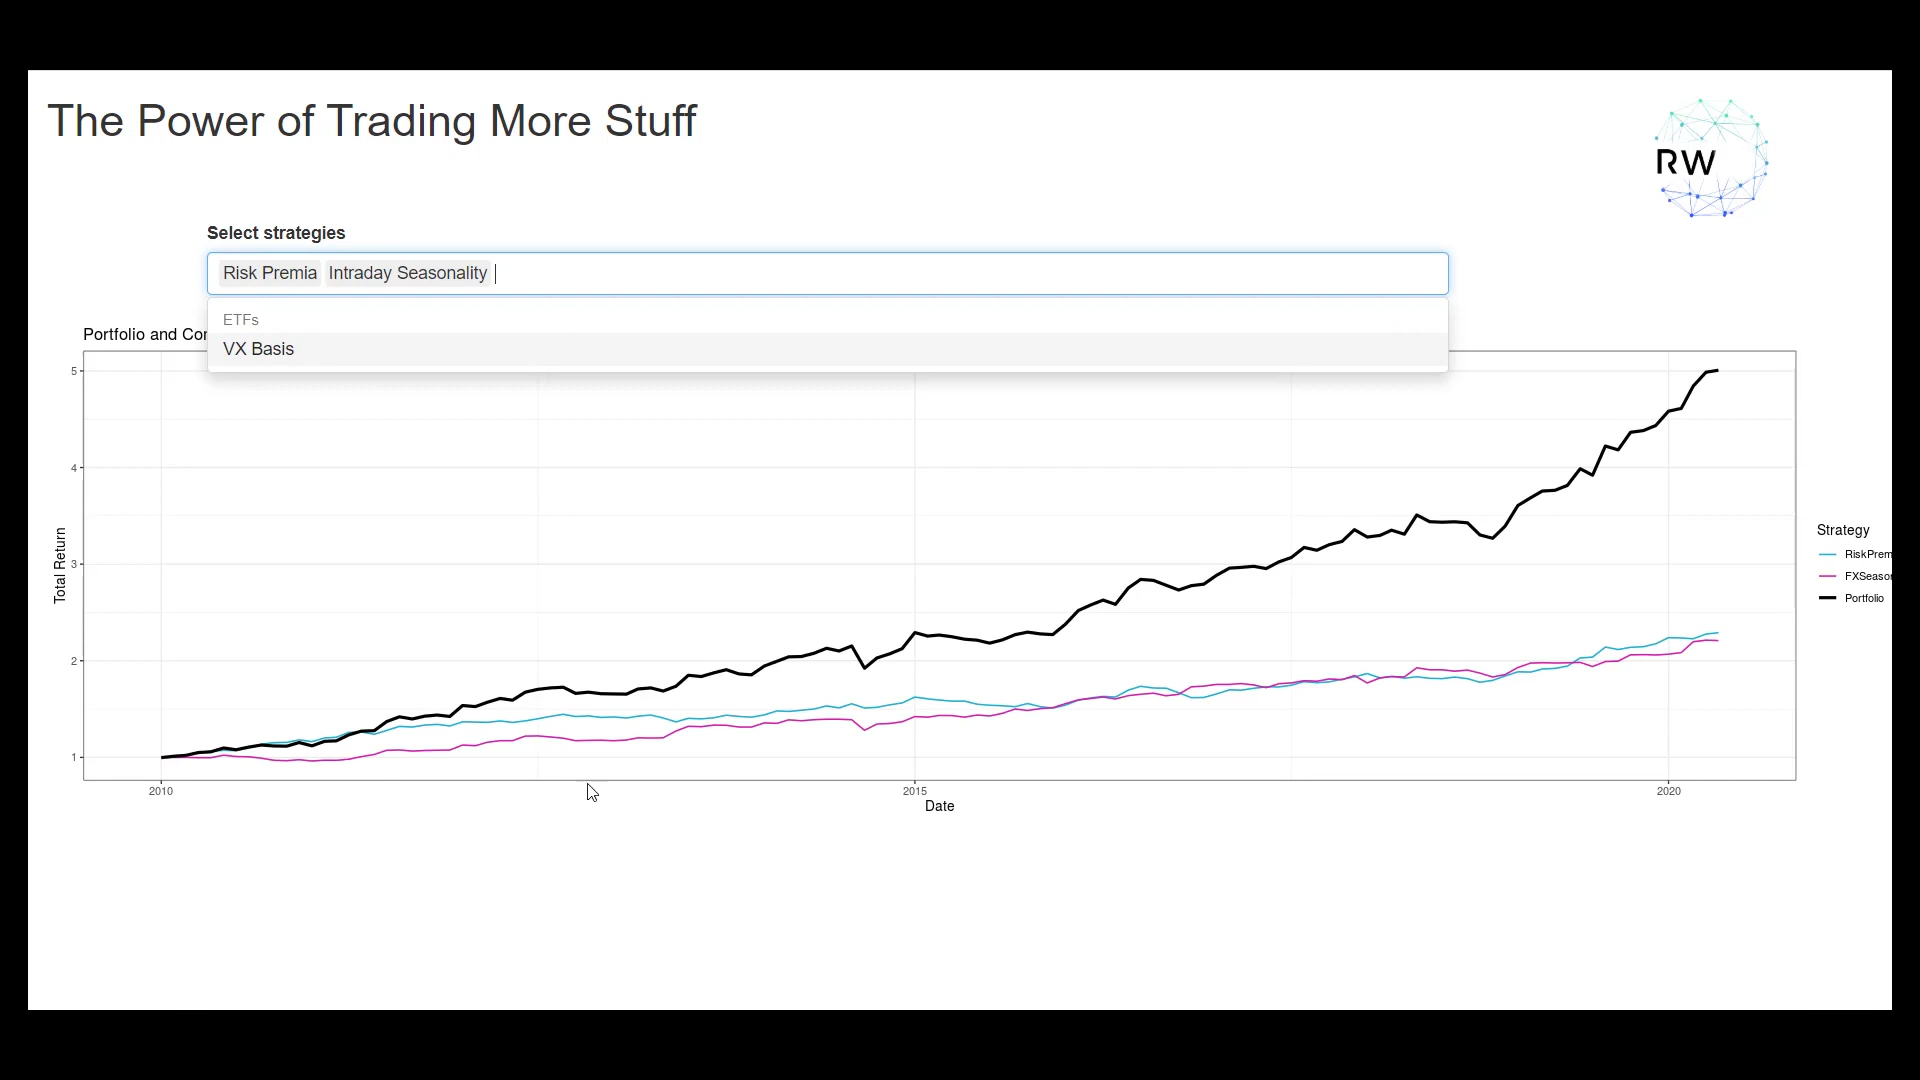 The Power of Trading More Stuff
RW
Select strategies
Risk Premia Intraday Seasonality
ETFs
VX Basis
Portfolio and Cor
5
4
3
2
1
Total Return
2010
2015
2020
Date
Strategy
RiskPrem
FXSeason
Portfolio